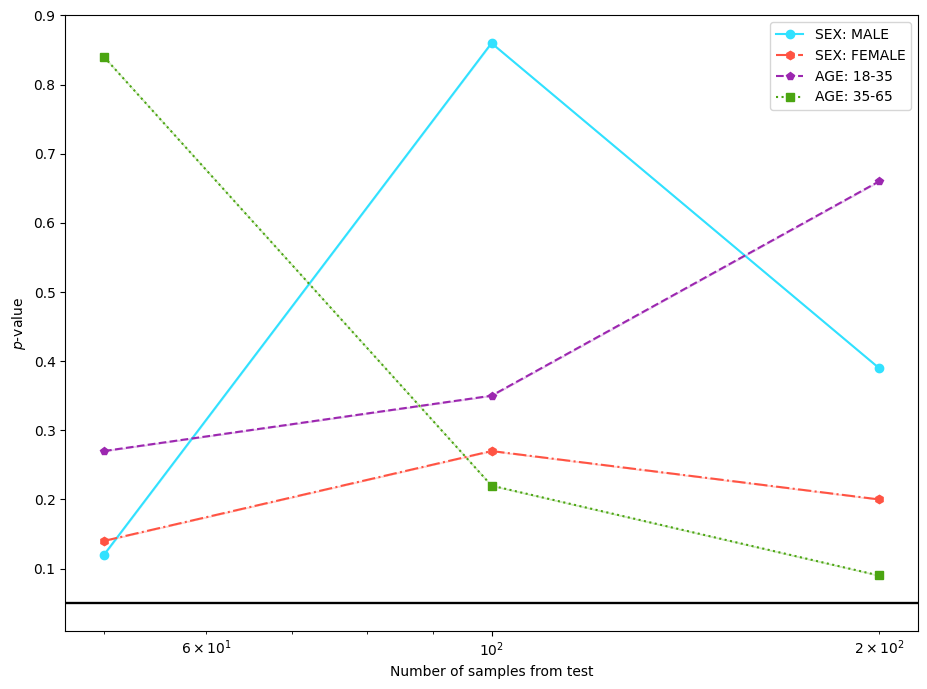 0.9
0.8
0.7
0.6
0.5
0.4
0.3
0.2
0.1
p-value
SEX: MALE
SEX: FEMALE
AGE: 18-35
AGE: 35-65
6 × 10¹
10²
2 × 10²
Number of samples from test